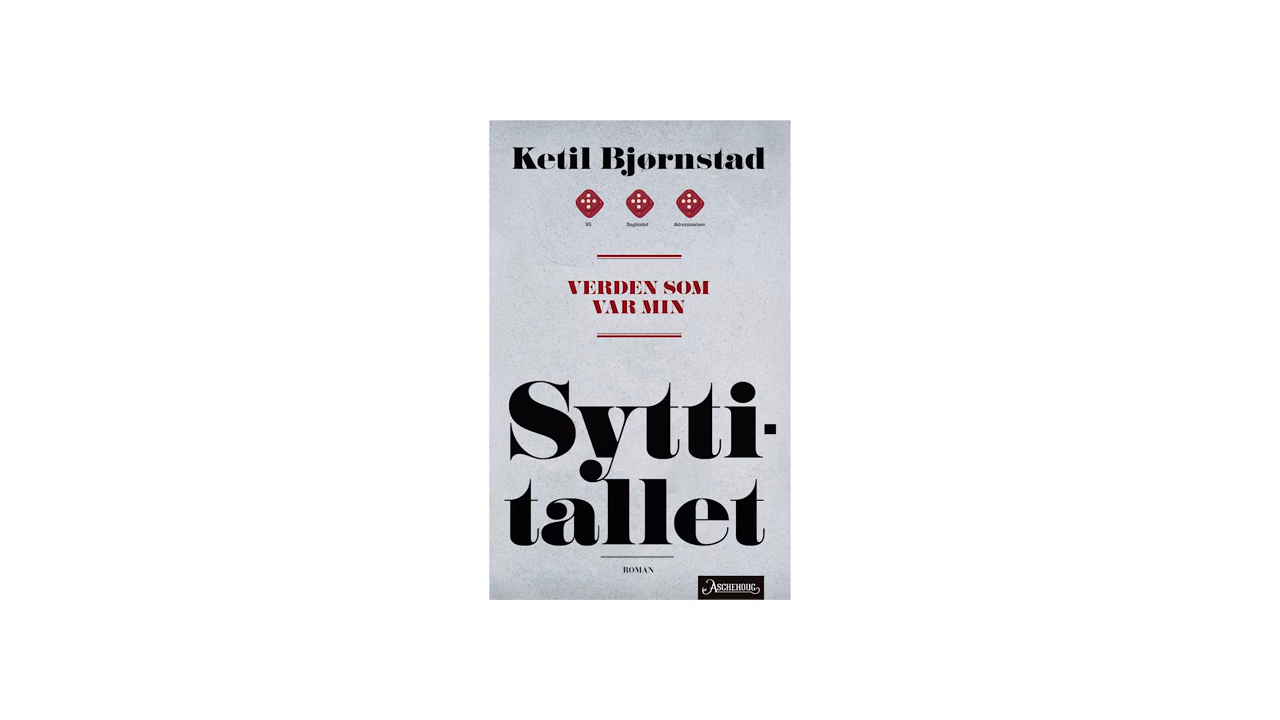 Ketil Bjørnstad
VG Dagbladet Adresseavisen
VERDEN SOM
VAR MIN
Sytti-
tallet
ROMAN
ASCHEHOUG